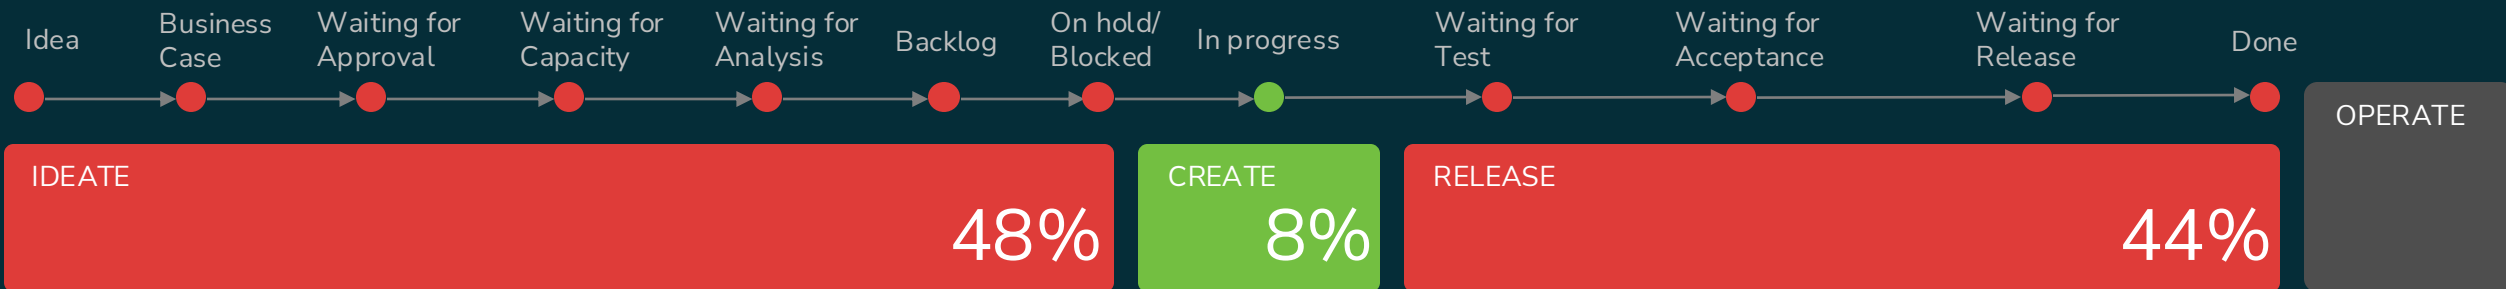 Idea
Business
Case
Waiting for
Approval
Waiting for
Capacity
Waiting for
Analysis
Backlog
On hold/
Blocked
In progress
Waiting for
Test
Waiting for
Acceptance
Waiting for
Release
Done
IDEATE
48%
CREATE
8%
RELEASE
44%
OPERATE